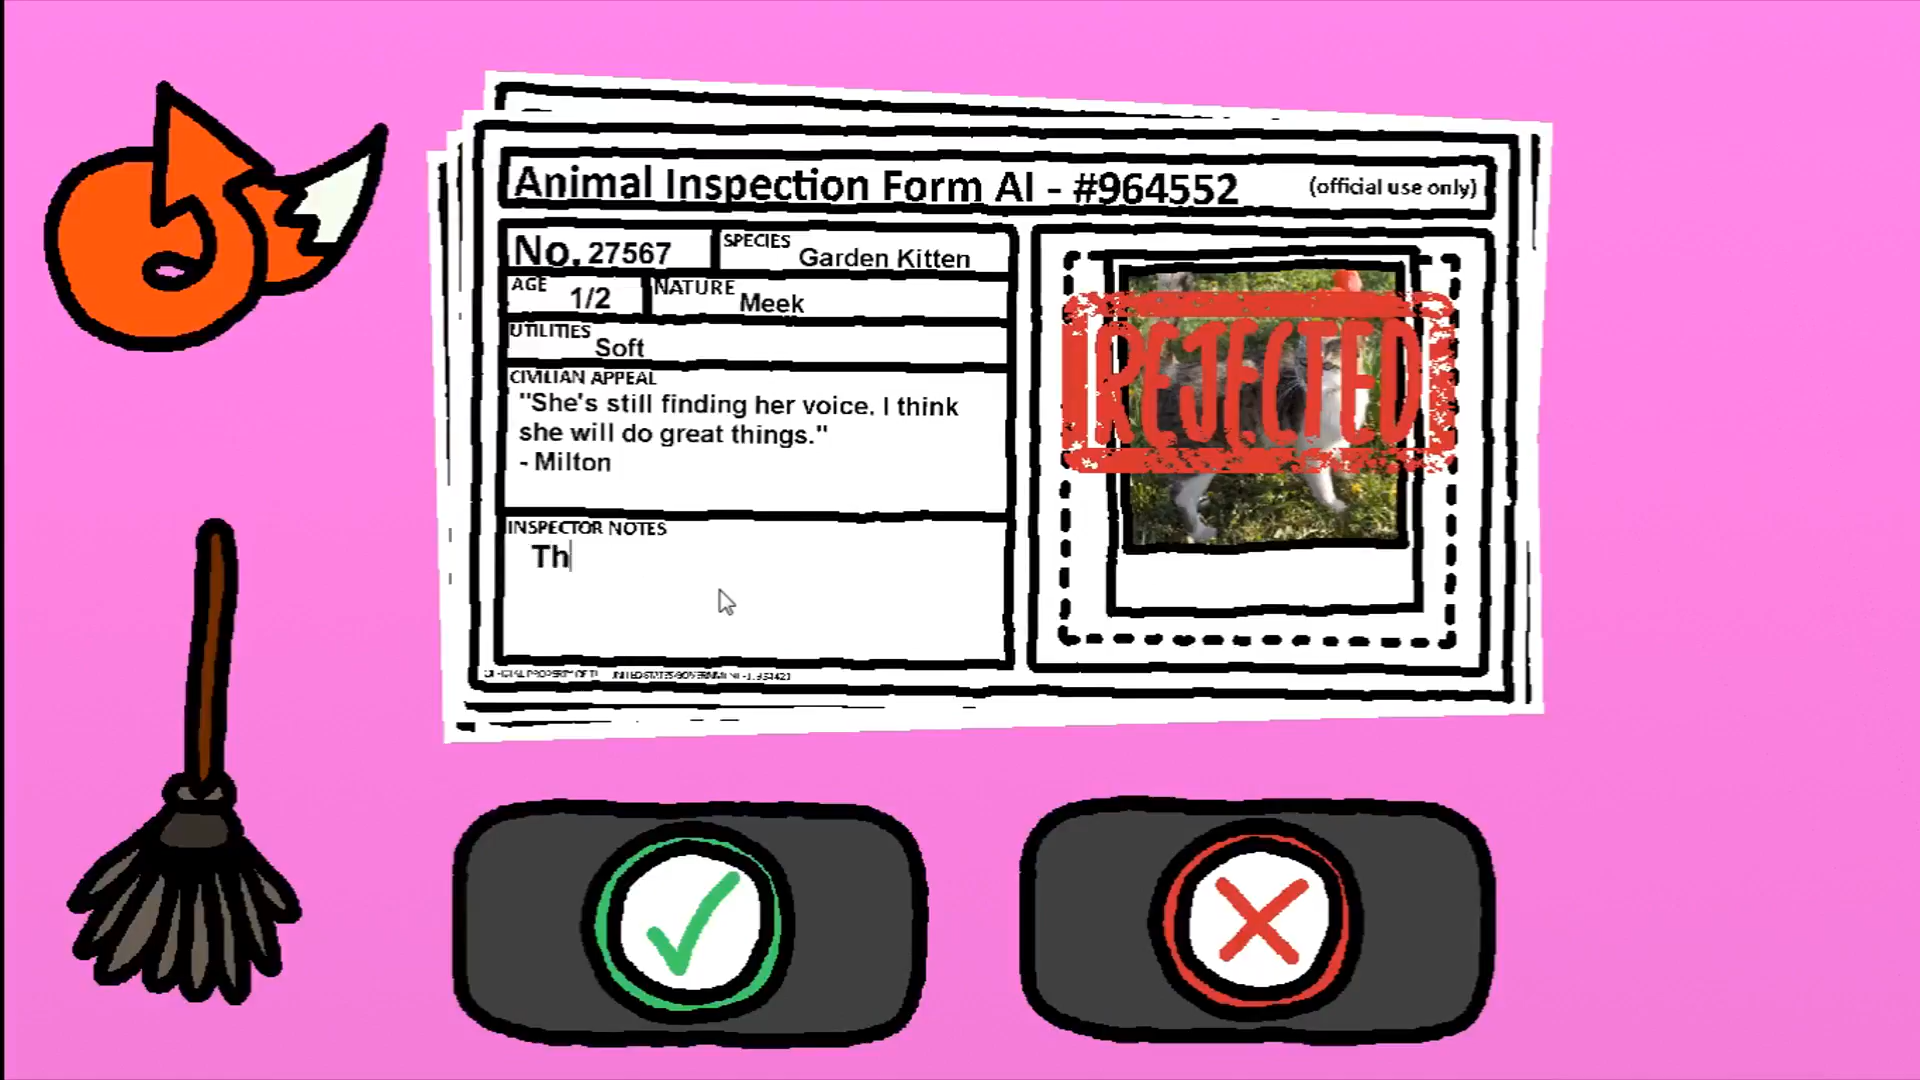 Animal Inspection Form AI - #964552 (official use only)
No. 27567 SPECIES Garden Kitten
AGE 1/2 NATURE Meek
UTILITIES Soft
CIVILIAN APPEAL
"She's still finding her voice. I think
she will do great things."
- Milton
INSPECTOR NOTES
Th
REJECTED